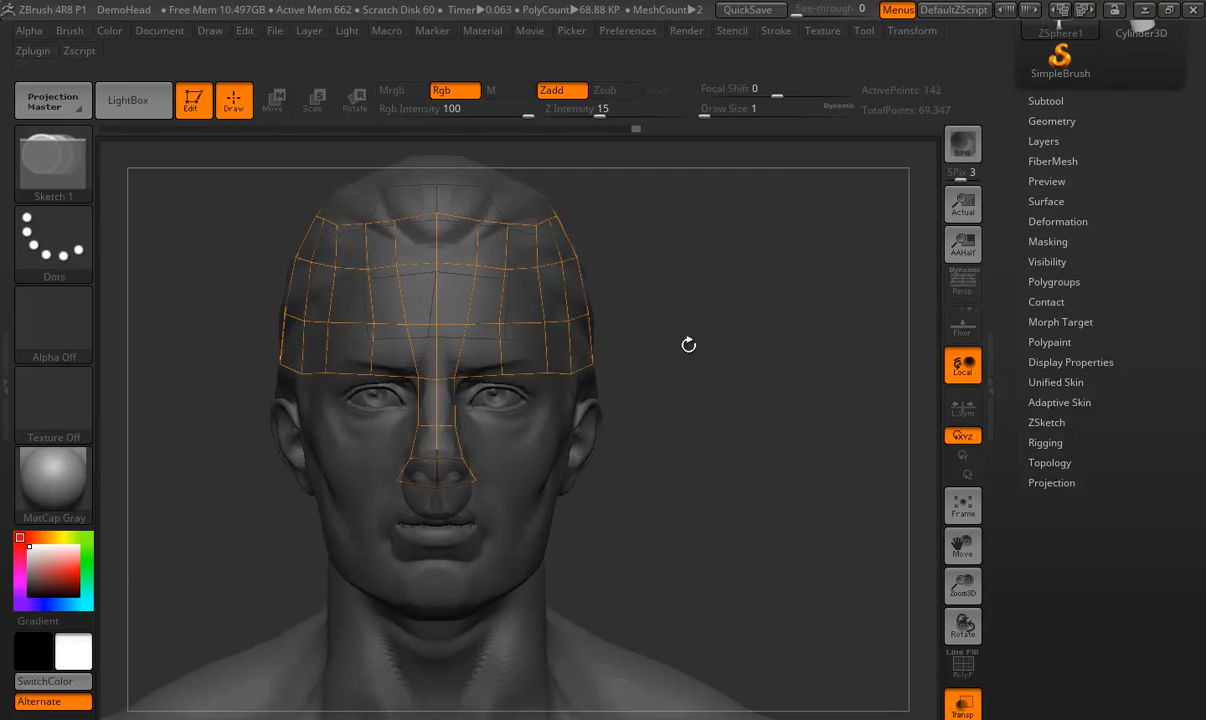 ZBrush 4R8 P1 DemoHead • Free Mem 10.497GB • Active Mem 662 • Scratch Disk 60 • Timer▶0.063 • PolyCount▶68.88 KP • MeshCount▶2 QuickSave See-through 0 Menus DefaultZScript
Alpha Brush Color Document Draw Edit File Layer Light Macro Marker Material Movie Picker Preferences Render Stencil Stroke Texture Tool Transform
Zplugin Zscript
ZSphere1 Cylinder3D
SimpleBrush
Projection Master
LightBox
Edit Draw Move Scale Rotate
Mrgb Rgb M Zadd Zsub
Rgb Intensity 100 Z Intensity 15
Focal Shift 0
Draw Size 1 Dynamic
ActivePoints: 142
TotalPoints: 69,347
Sketch 1
Dots
Alpha Off
Texture Off
MatCap Gray
Gradient
SwitchColor
Alternate
BPR
SPix 3
Actual
AAHalf
Dynamic
Persp
Floor
Local
L.Sym
XYZ
Frame
Move
Zoom3D
Rotate
Line Fill
PolyF
Transp
Subtool
Geometry
Layers
FiberMesh
Preview
Surface
Deformation
Masking
Visibility
Polygroups
Contact
Morph Target
Polypaint
Display Properties
Unified Skin
Adaptive Skin
ZSketch
Rigging
Topology
Projection